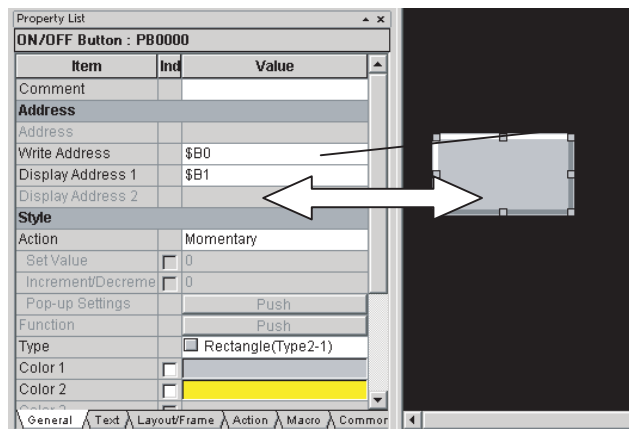 Property List
ON/OFF Button : PB0000
Item Ind Value
Comment
Address
Address
Write Address $B0
Display Address 1 $B1
Display Address 2
Style
Action Momentary
Set Value 0
Increment/Decreme 0
Pop-up Settings Push
Function Push
Type Rectangle(Type2-1)
Color 1
Color 2
General Text Layout/Frame Action Macro Commor